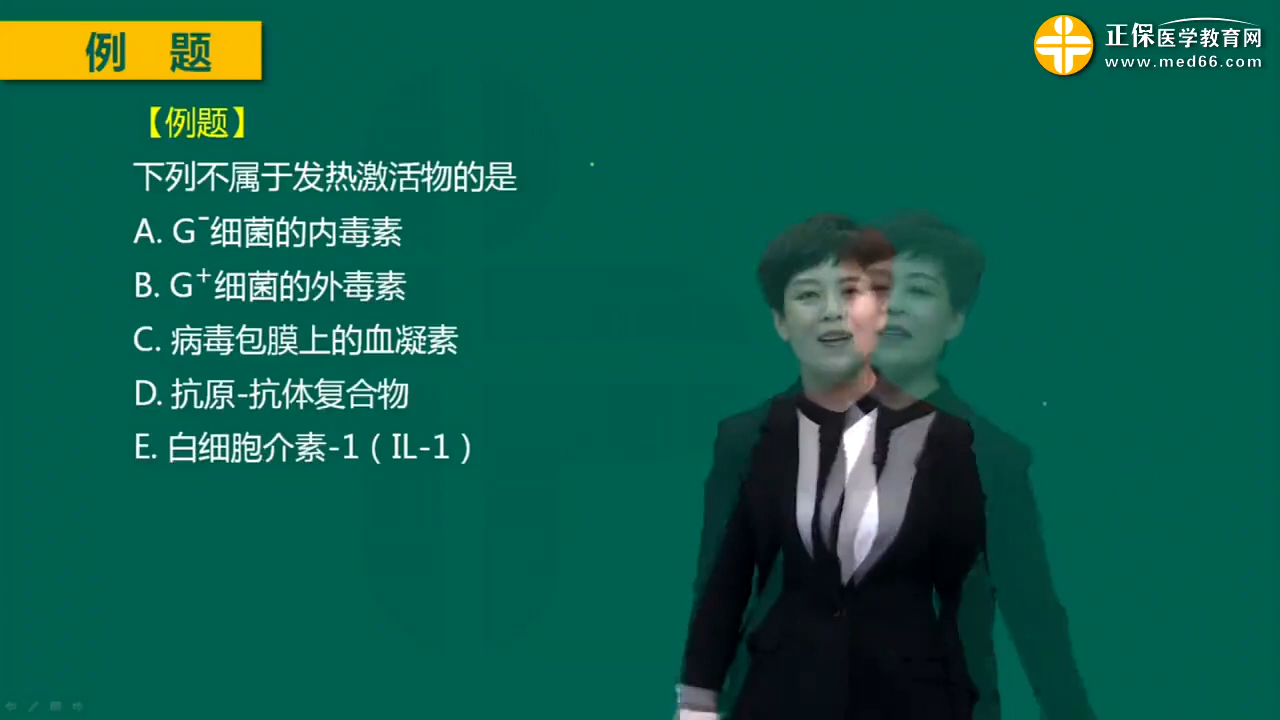 例 题
正保医学教育网
www.med66.com
【例题】
下列不属于发热激活物的是
A. G⁻细菌的内毒素
B. G⁺细菌的外毒素
C. 病毒包膜上的血凝素
D. 抗原-抗体复合物
E. 白细胞介素-1（IL-1）